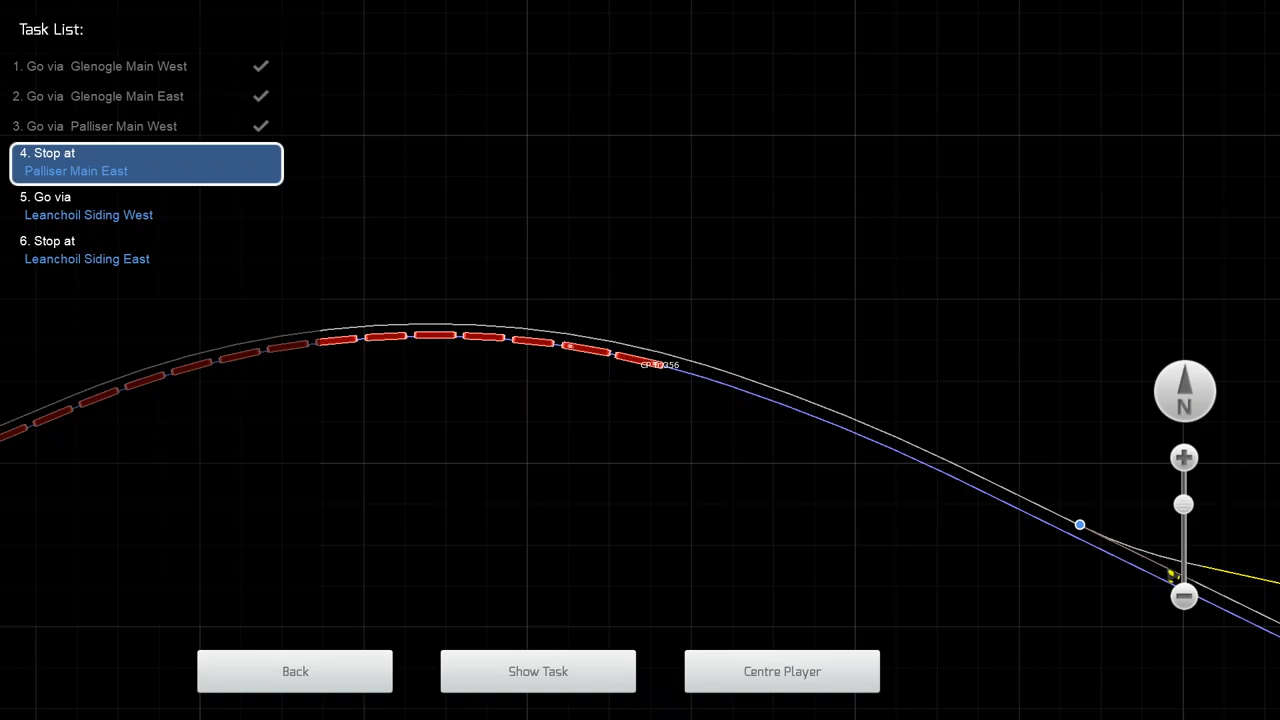 Task List:
1. Go via Glenogle Main West
2. Go via Glenogle Main East
3. Go via Palliser Main West
4. Stop at
Palliser Main East
5. Go via
Leanchoil Siding West
6. Stop at
Leanchoil Siding East
N
Back
Show Task
Centre Player